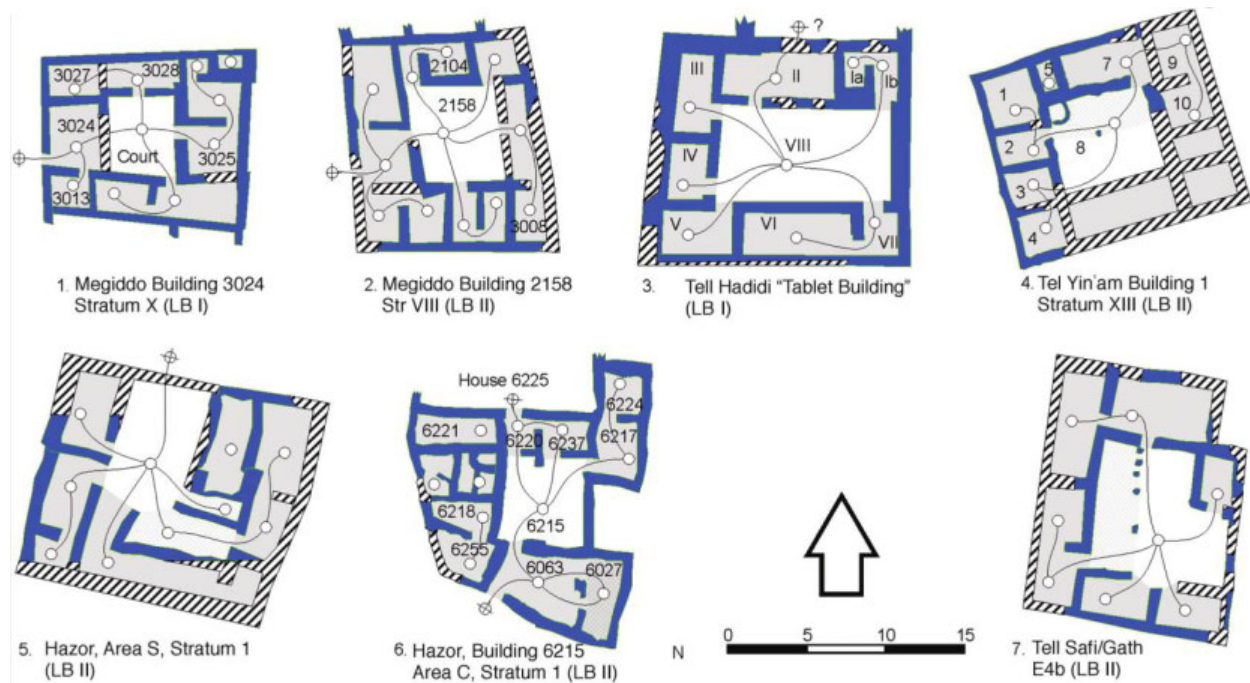 3027
3028
3024
Court
3025
3013
1. Megiddo Building 3024
Stratum X (LB I)
2104
2158
3008
2. Megiddo Building 2158
Str VIII (LB II)
?
III
II
Ia
Ib
VIII
IV
V
VI
VII
3. Tell Hadidi “Tablet Building”
(LB I)
7
9
5
1
10
2
8
3
4
4. Tel Yin'am Building 1
Stratum XIII (LB II)
5. Hazor, Area S, Stratum 1
(LB II)
House 6225
6224
6221
6220
6237
6217
6218
6215
6255
6063
6027
6. Hazor, Building 6215
Area C, Stratum 1 (LB II)
N
0 5 10 15
7. Tell Safi/Gath
E4b (LB II)